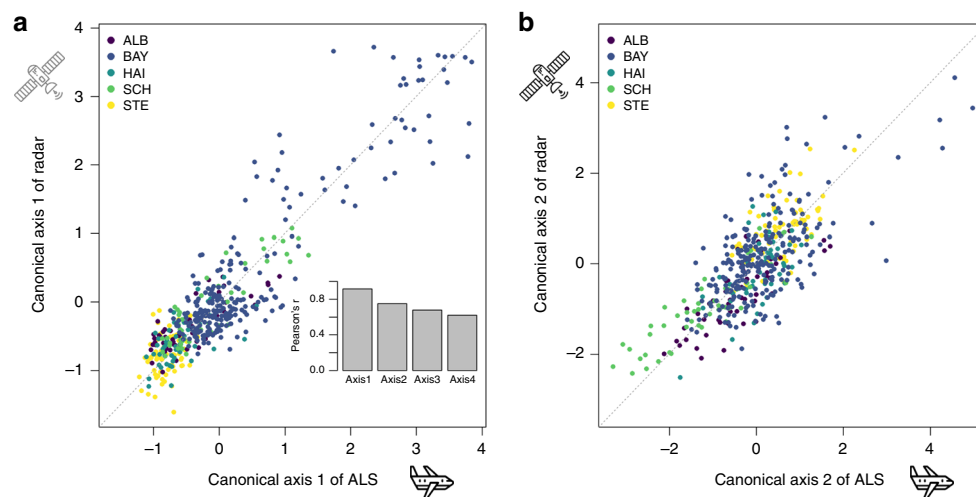 a
ALB
BAY
HAI
SCH
STE
4
3
2
1
0
−1
Canonical axis 1 of radar
Pearson's r
0.8
0.4
0.0
Axis1 Axis2 Axis3 Axis4
−1 0 1 2 3 4
Canonical axis 1 of ALS
b
ALB
BAY
HAI
SCH
STE
4
2
0
−2
Canonical axis 2 of radar
−2 0 2 4
Canonical axis 2 of ALS